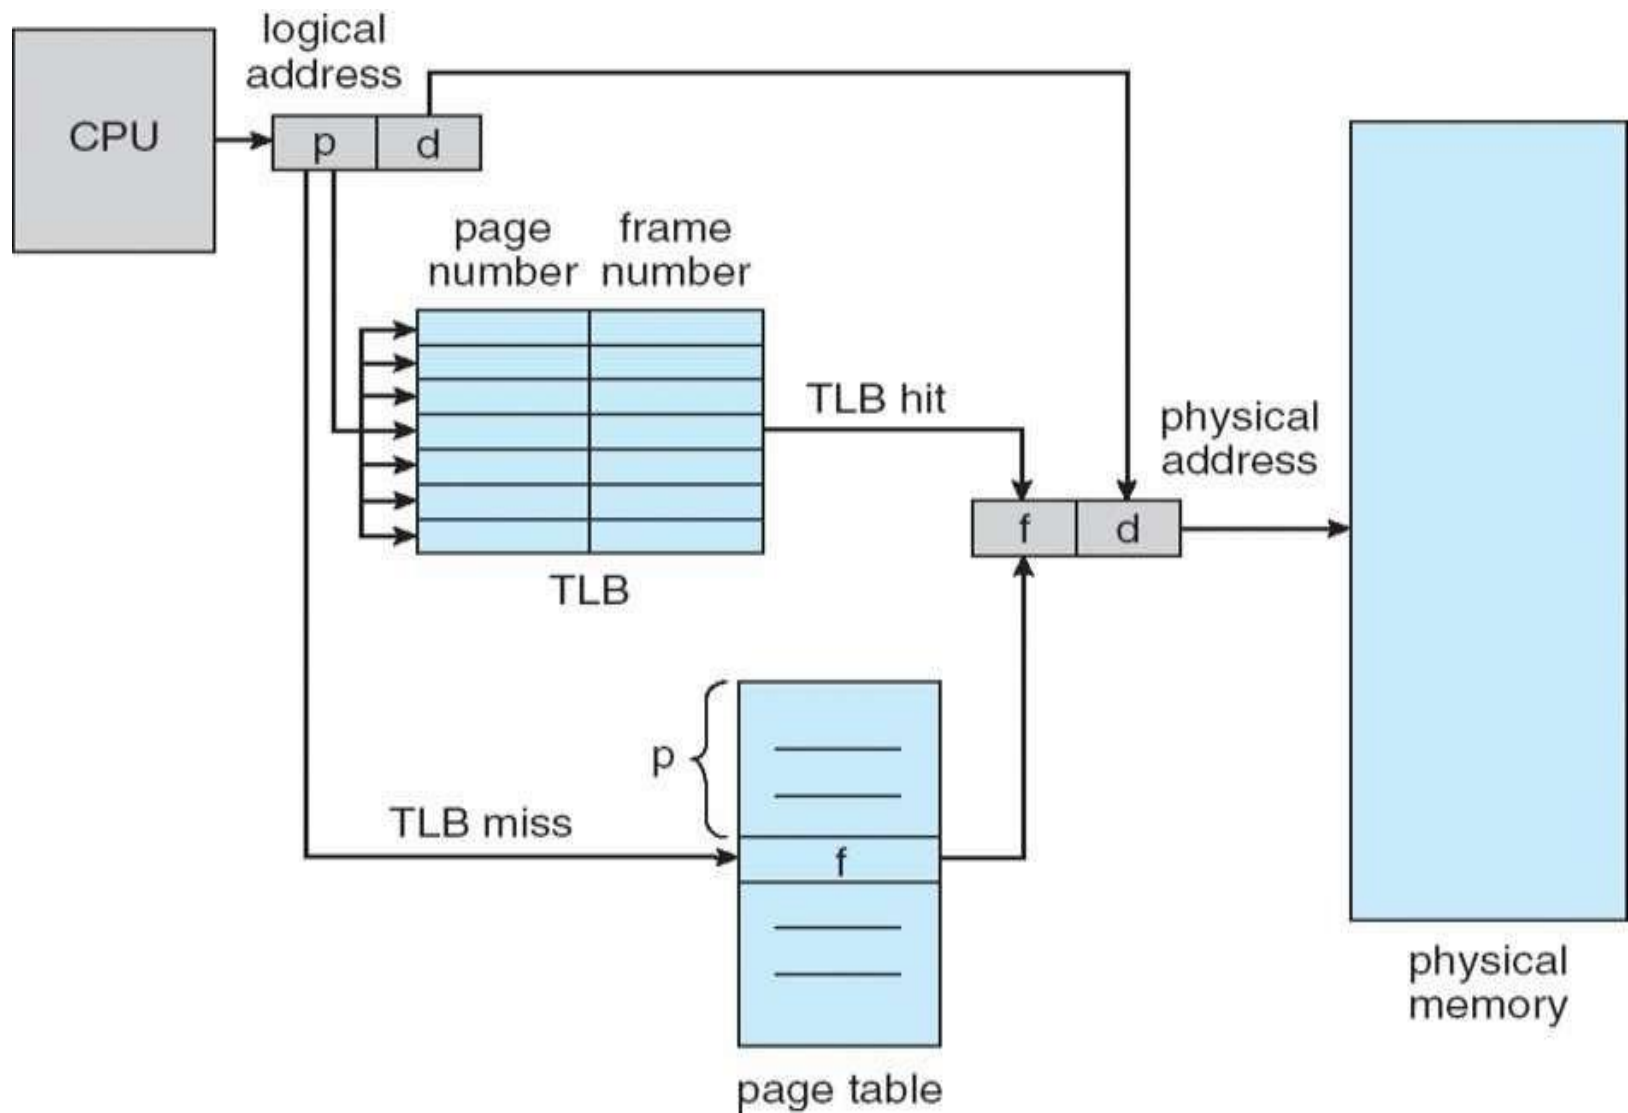 logical
address
CPU
p
d
page
number
frame
number
TLB hit
physical
address
f
d
TLB
p
TLB miss
f
physical
memory
page table